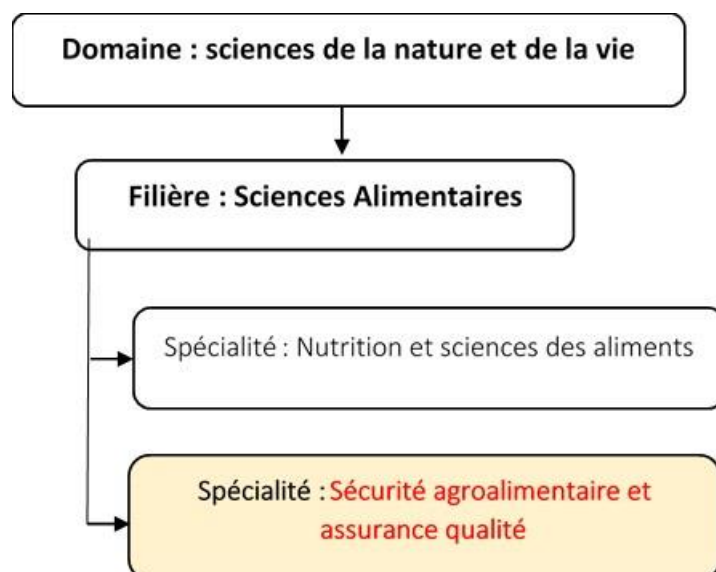 Domaine : sciences de la nature et de la vie
Filière : Sciences Alimentaires
Spécialité : Nutrition et sciences des aliments
Spécialité : Sécurité agroalimentaire et
assurance qualité